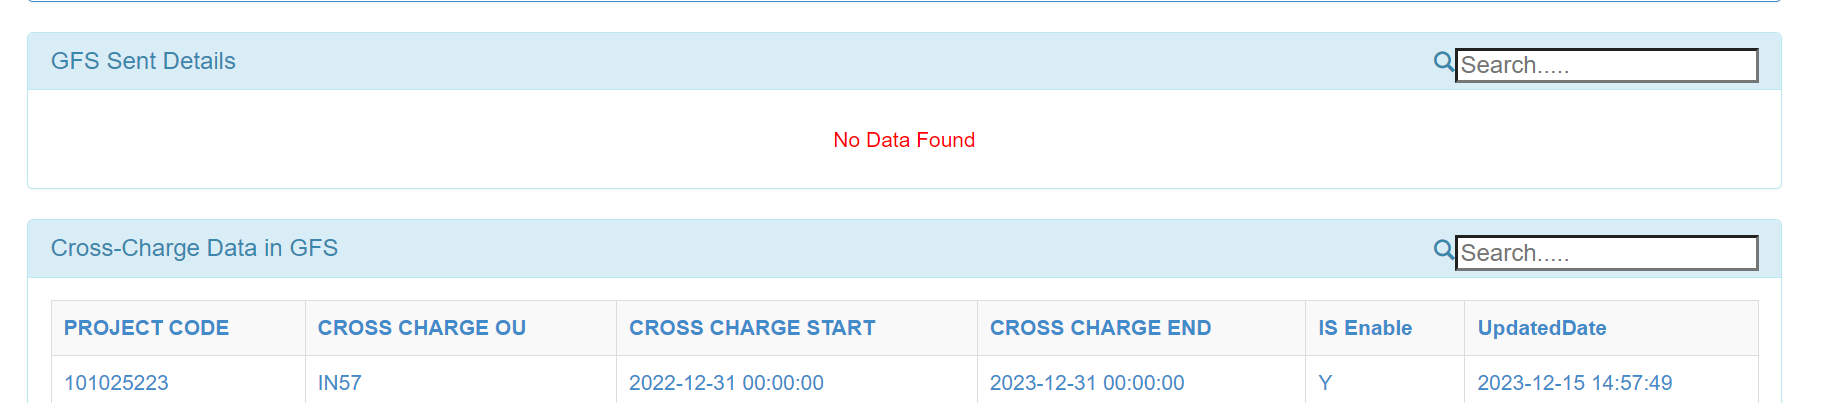 GFS Sent Details
Search.....
No Data Found
Cross-Charge Data in GFS
Search.....
PROJECT CODE CROSS CHARGE OU CROSS CHARGE START CROSS CHARGE END IS Enable UpdatedDate
101025223 IN57 2022-12-31 00:00:00 2023-12-31 00:00:00 Y 2023-12-15 14:57:49